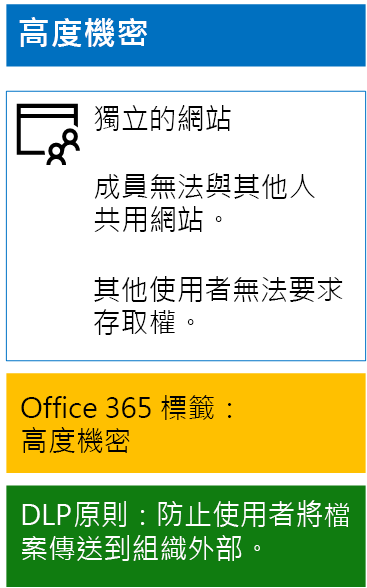 高度機密
獨立的網站
成員無法與其他人
共用網站。
其他使用者無法要求
存取權。
Office 365 標籤：
高度機密
DLP原則：防止使用者將檔
案傳送到組織外部。